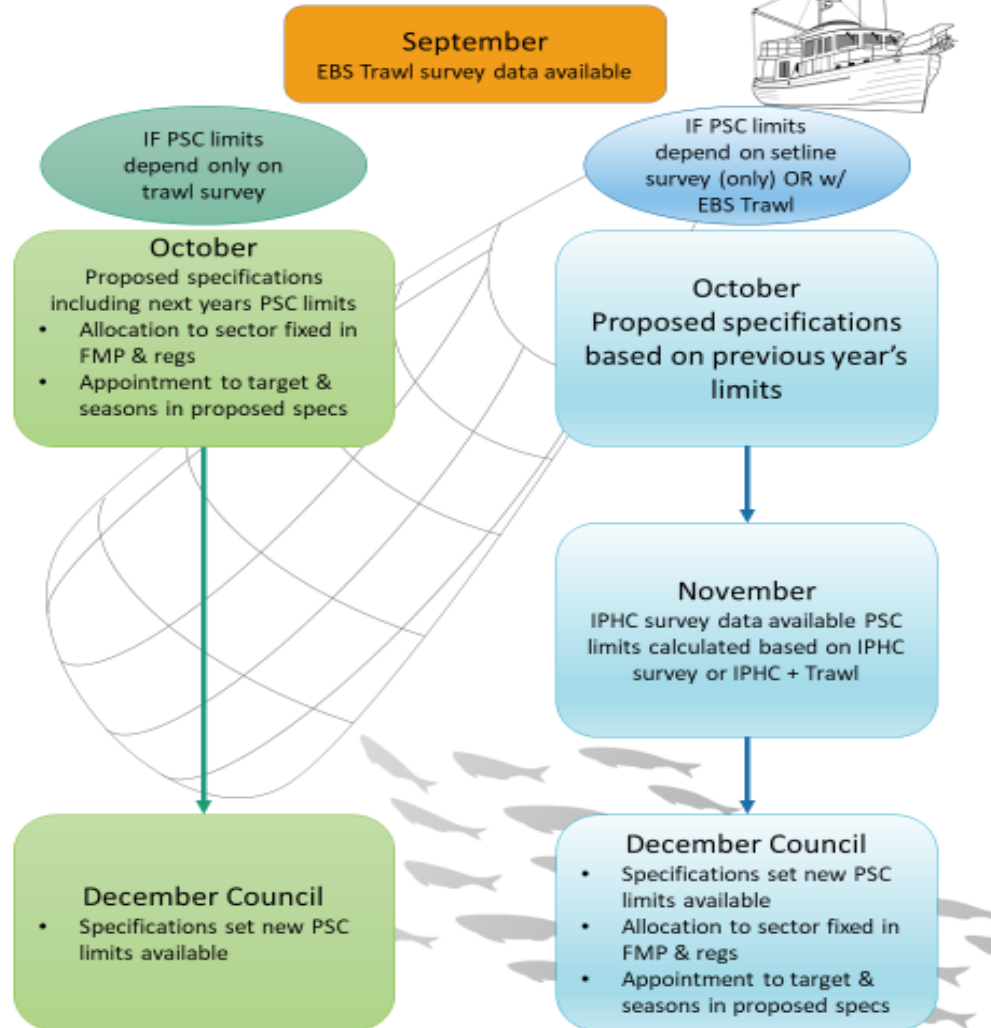 September
EBS Trawl survey data available
IF PSC limits
depend only on
trawl survey
IF PSC limits
depend on setline
survey (only) OR w/
EBS Trawl
October
Proposed specifications
including next years PSC limits
• Allocation to sector fixed in
FMP & regs
• Appointment to target &
seasons in proposed specs
October
Proposed specifications
based on previous year's
limits
November
IPHC survey data available PSC
limits calculated based on IPHC
survey or IPHC + Trawl
December Council
• Specifications set new PSC
limits available
December Council
• Specifications set new PSC
limits available
• Allocation to sector fixed in
FMP & regs
• Appointment to target &
seasons in proposed specs